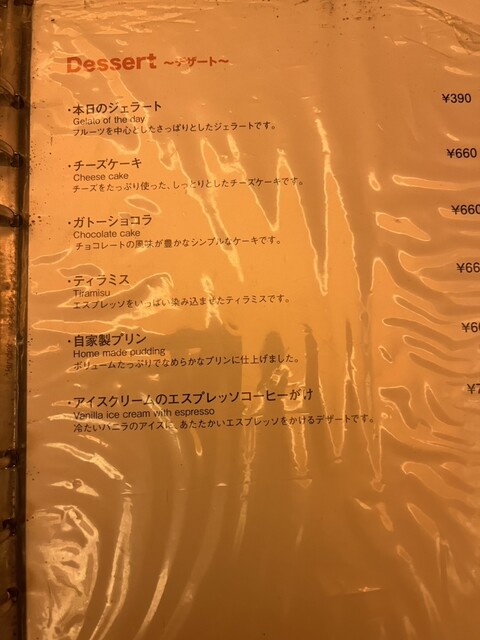 Dessert ～デザート～
・本日のジェラート ¥390
Gelato of the day
フルーツを中心としたさっぱりとしたジェラートです。
・チーズケーキ ¥660
Cheese cake
チーズをたっぷり使った、しっとりとしたチーズケーキです。
・ガトーショコラ ¥660
Chocolate cake
チョコレートの風味が豊かなシンプルなケーキです。
・ティラミス ¥66
Tiramisu
エスプレッソをいっぱい染み込ませたティラミスです。
・自家製プリン
Home made pudding
ボリュームたっぷりでなめらかなプリンに仕上げました。
・アイスクリームのエスプレッソコーヒーがけ
Vanilla ice cream with espresso
冷たいバニラのアイスに、あたたかいエスプレッソをかけるデザートです。